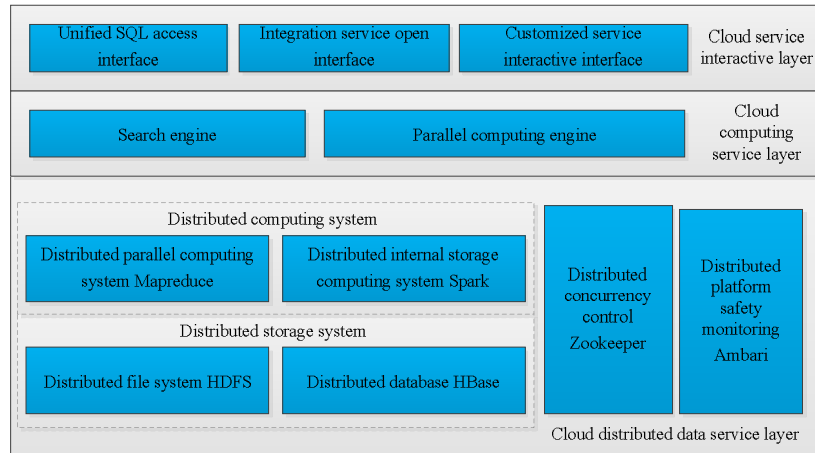 Unified SQL access
interface
Integration service open
interface
Customized service
interactive interface
Cloud service
interactive layer
Search engine
Parallel computing engine
Cloud
computing
service layer
Distributed computing system
Distributed parallel computing
system Mapreduce
Distributed internal storage
computing system Spark
Distributed storage system
Distributed file system HDFS
Distributed database HBase
Distributed
concurrency
control
Zookeeper
Distributed
platform
safety
monitoring
Ambari
Cloud distributed data service layer